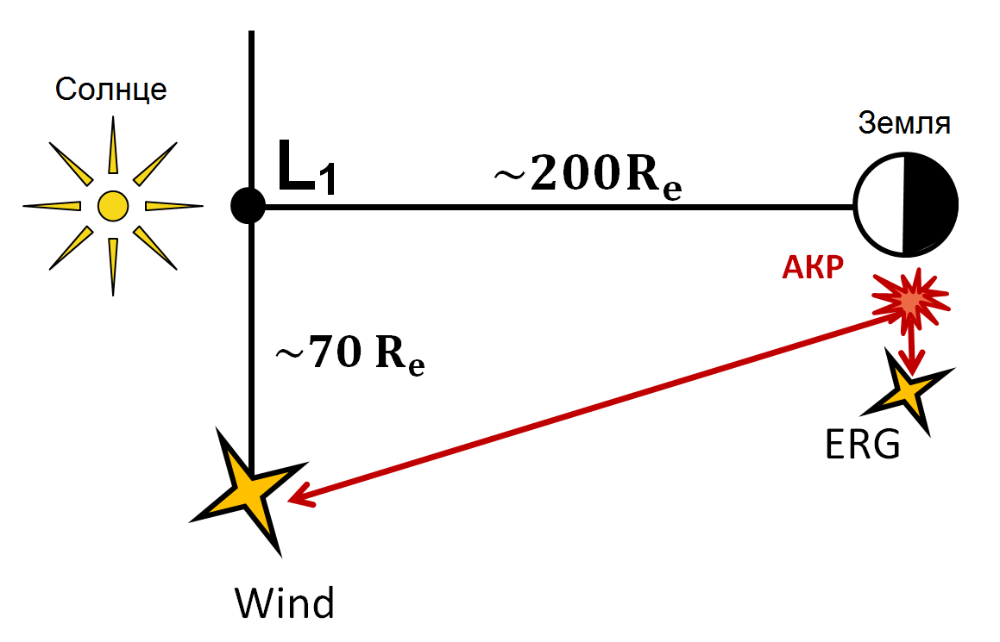 Солнце
Земля
L₁
~200Rₑ
АКР
~70 Rₑ
ERG
Wind